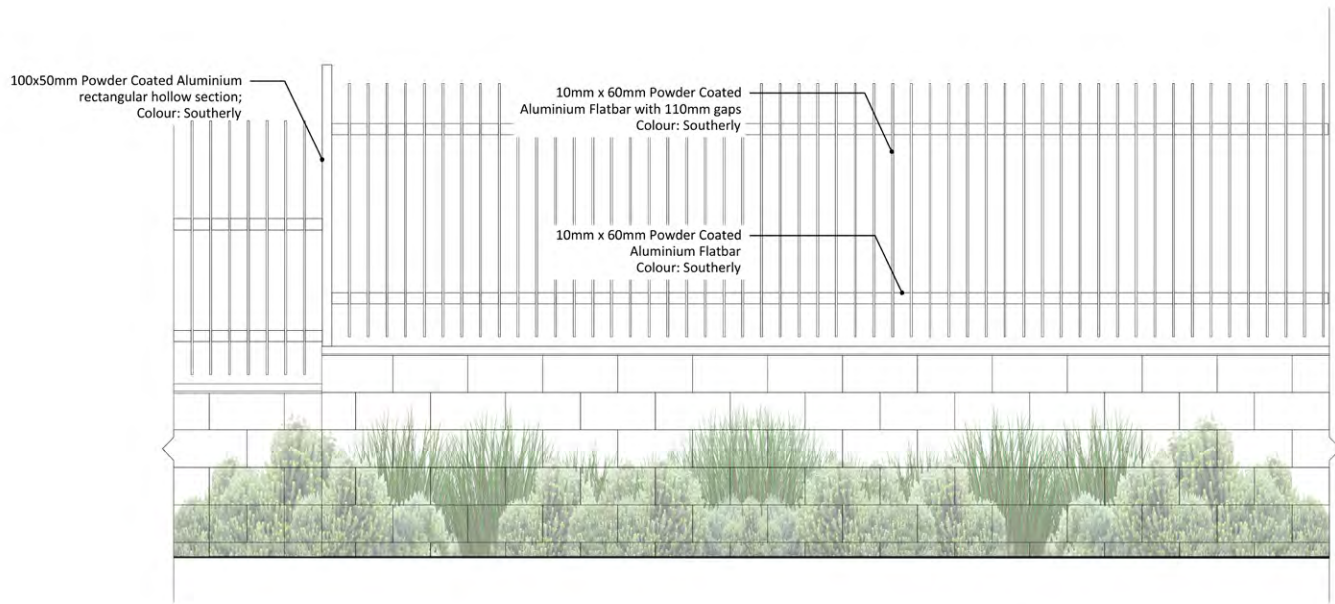 100x50mm Powder Coated Aluminium
rectangular hollow section;
Colour: Southerly
10mm x 60mm Powder Coated
Aluminium Flatbar with 110mm gaps
Colour: Southerly
10mm x 60mm Powder Coated
Aluminium Flatbar
Colour: Southerly